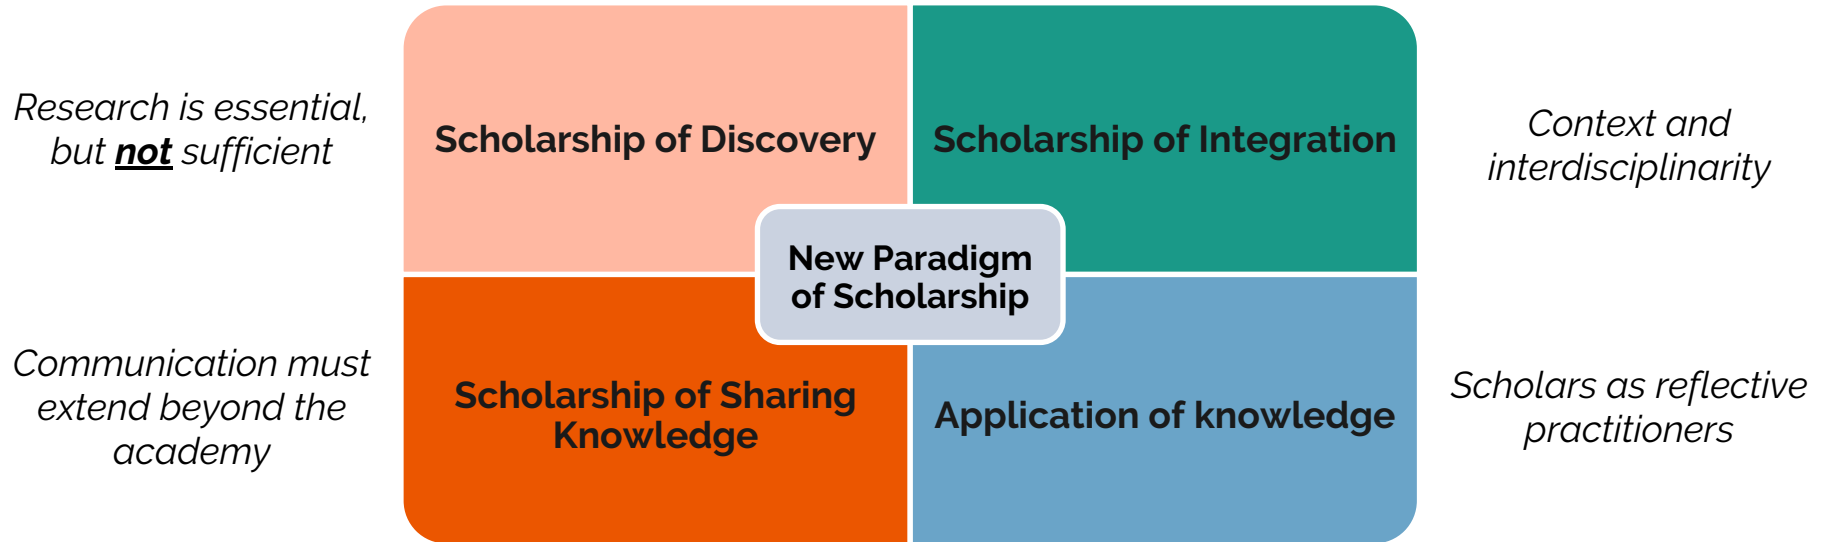 Research is essential,
but not sufficient
Scholarship of Discovery
Scholarship of Integration
Context and
interdisciplinarity
New Paradigm
of Scholarship
Communication must
extend beyond the
academy
Scholarship of Sharing
Knowledge
Application of knowledge
Scholars as reflective
practitioners